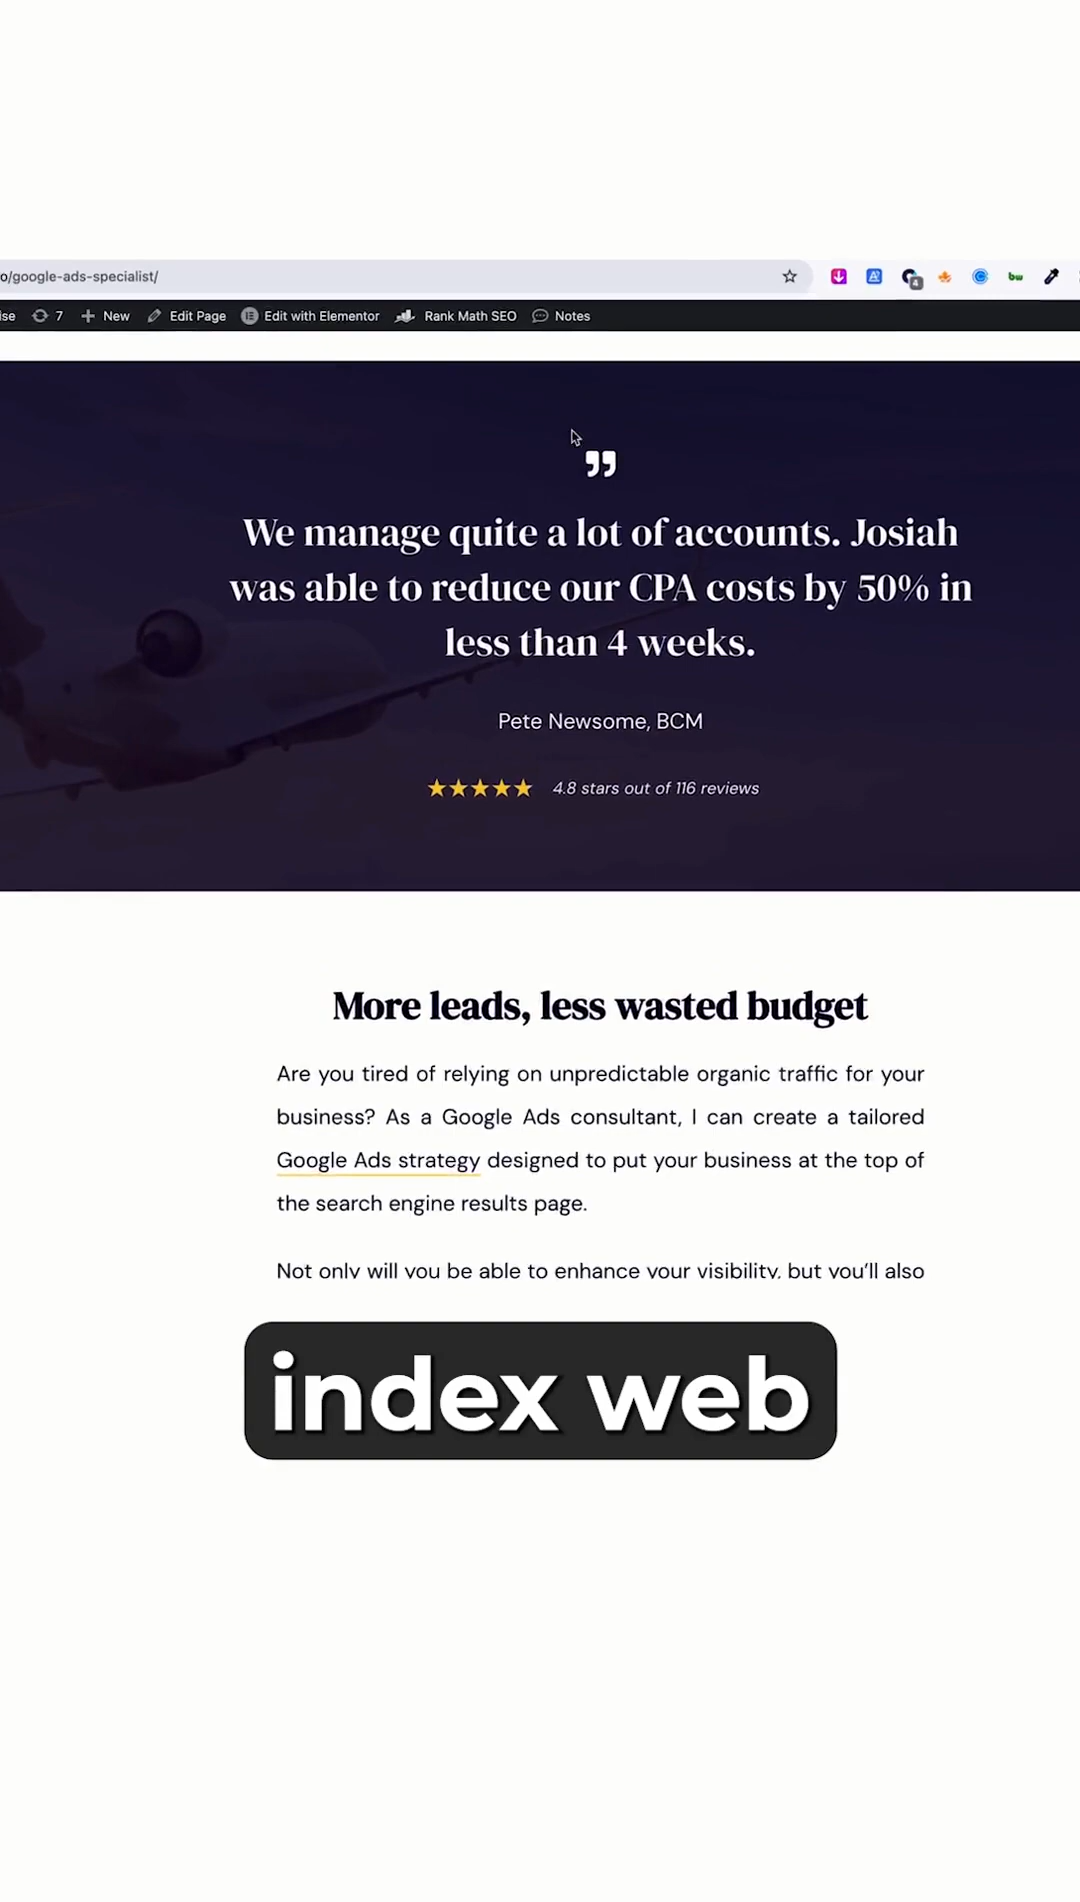 o/google-ads-specialist/
4
bw
ise 7 New Edit Page Edit with Elementor Rank Math SEO Notes
”
We manage quite a lot of accounts. Josiah
was able to reduce our CPA costs by 50% in
less than 4 weeks.
Pete Newsome, BCM
4.8 stars out of 116 reviews
More leads, less wasted budget
Are you tired of relying on unpredictable organic traffic for your
business? As a Google Ads consultant, I can create a tailored
Google Ads strategy designed to put your business at the top of
the search engine results page.
Not only will you be able to enhance your visibility, but you'll also
index web